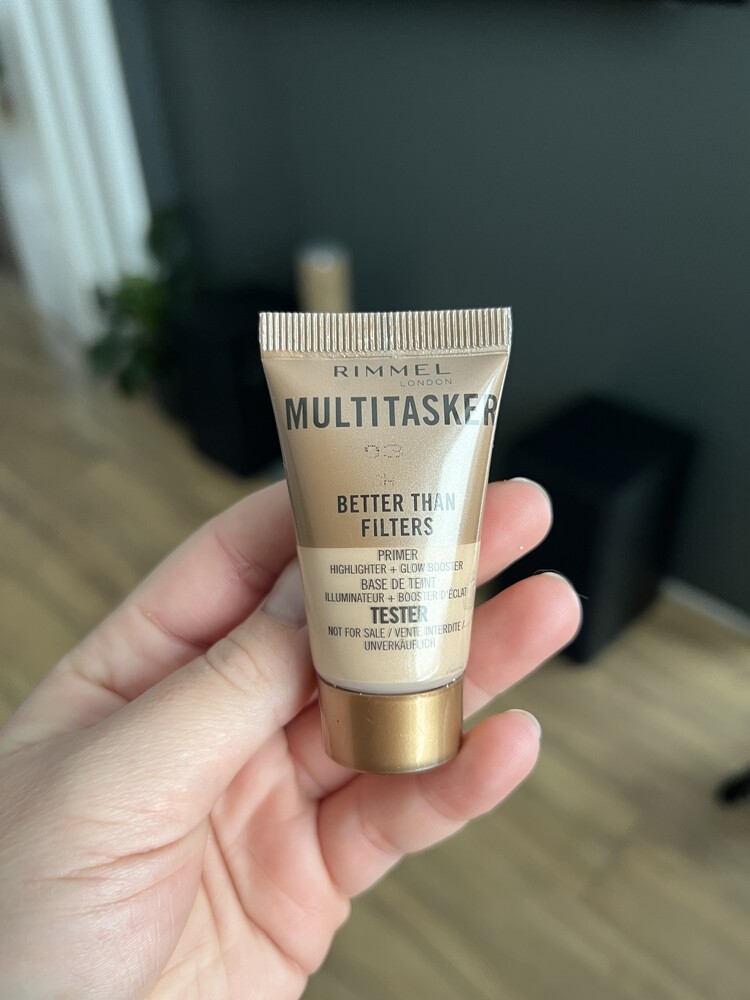 RIMMEL
LONDON
MULTITASKER
BETTER THAN
FILTERS
PRIMER
HIGHLIGHTER + GLOW BOOSTER
BASE DE TEINT
ILLUMINATEUR + BOOSTER D'ÉCLAT
TESTER
NOT FOR SALE / VENTE INTERDITE /
UNVERKÄUFLICH